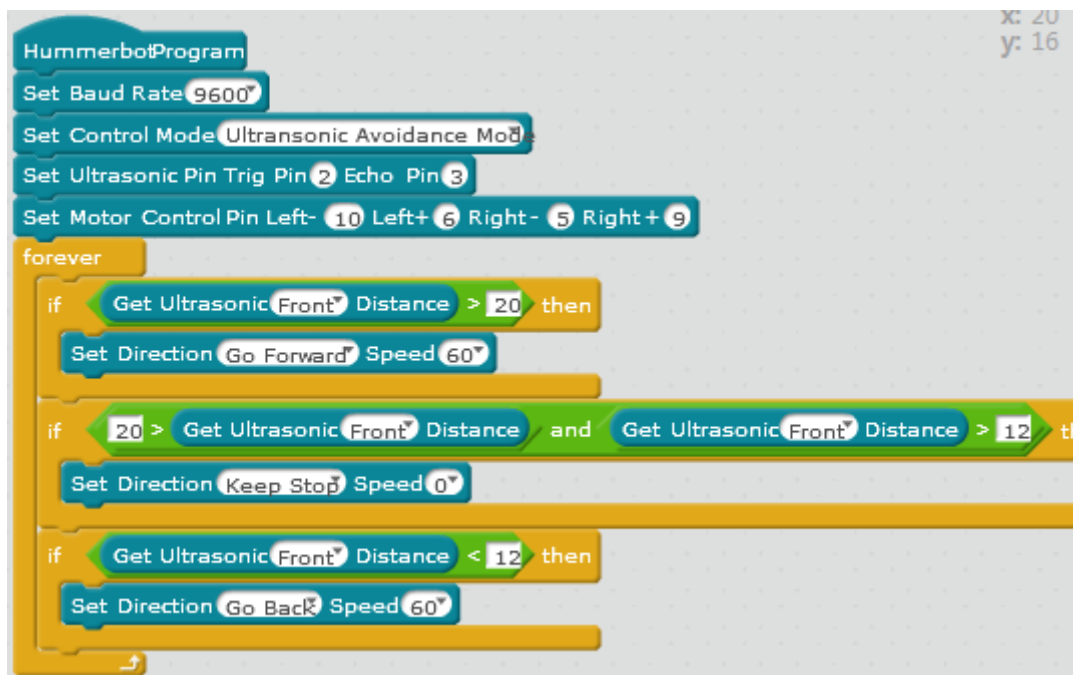 x: 20
y: 16
HummerbotProgram
Set Baud Rate 9600
Set Control Mode Ultransonic Avoidance Mode
Set Ultrasonic Pin Trig Pin 2 Echo Pin 3
Set Motor Control Pin Left- 10 Left+ 6 Right- 5 Right+ 9
forever
if Get Ultrasonic Front Distance > 20 then
Set Direction Go Forward Speed 60
if 20 > Get Ultrasonic Front Distance and Get Ultrasonic Front Distance > 12 th
Set Direction Keep Stop Speed 0
if Get Ultrasonic Front Distance < 12 then
Set Direction Go Back Speed 60